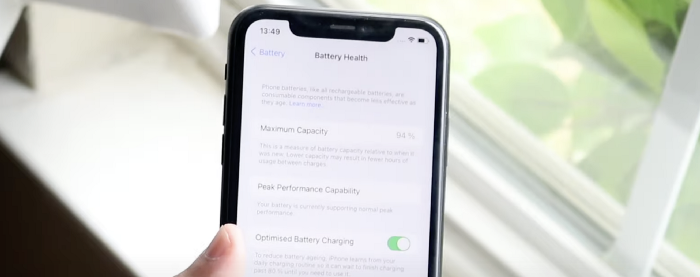 13:49
Battery
Battery Health
Phone batteries, like all rechargeable batteries, are
consumable components that become less effective as
they age. Learn more...
Maximum Capacity 94 %
This is a measure of battery capacity relative to when it
was new. Lower capacity may result in fewer hours of
usage between charges.
Peak Performance Capability
Your battery is currently supporting normal peak
performance.
Optimised Battery Charging
To reduce battery ageing, iPhone learns from your
daily charging routine so it can wait to finish charging
past 80 % until you need to use it.